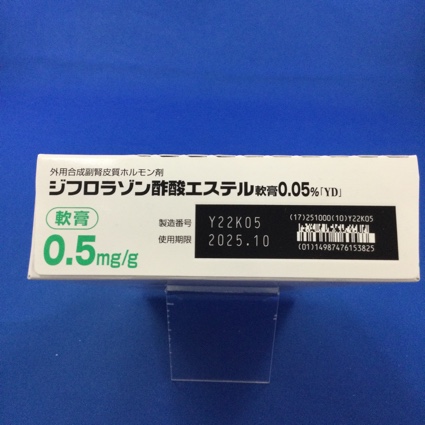 外用合成副腎皮質ホルモン剤
ジフロラゾン酢酸エステル軟膏0.05%「YD」
軟膏
0.5mg/g
製造番号 Y22K05
使用期限 2025.10
(17)251000(10)Y22K05
(01)14987476153825